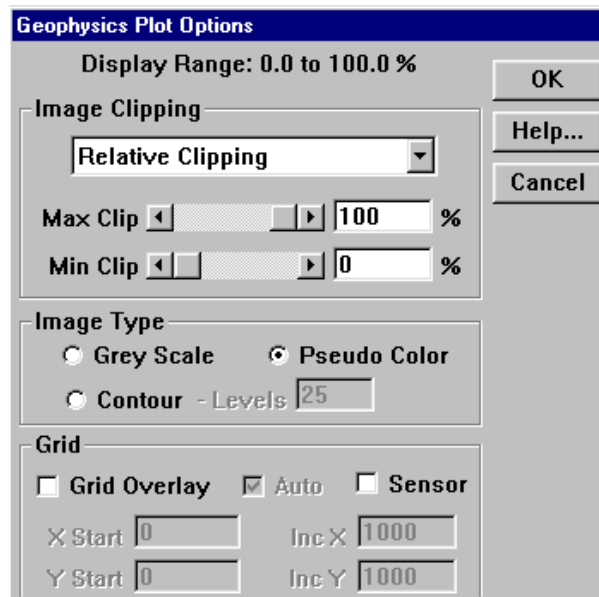 Geophysics Plot Options
Display Range: 0.0 to 100.0 %
OK
Help...
Cancel
Image Clipping
Relative Clipping
Max Clip 100 %
Min Clip 0 %
Image Type
Grey Scale Pseudo Color
Contour - Levels 25
Grid
Grid Overlay Auto Sensor
X Start 0 Inc X 1000
Y Start 0 Inc Y 1000